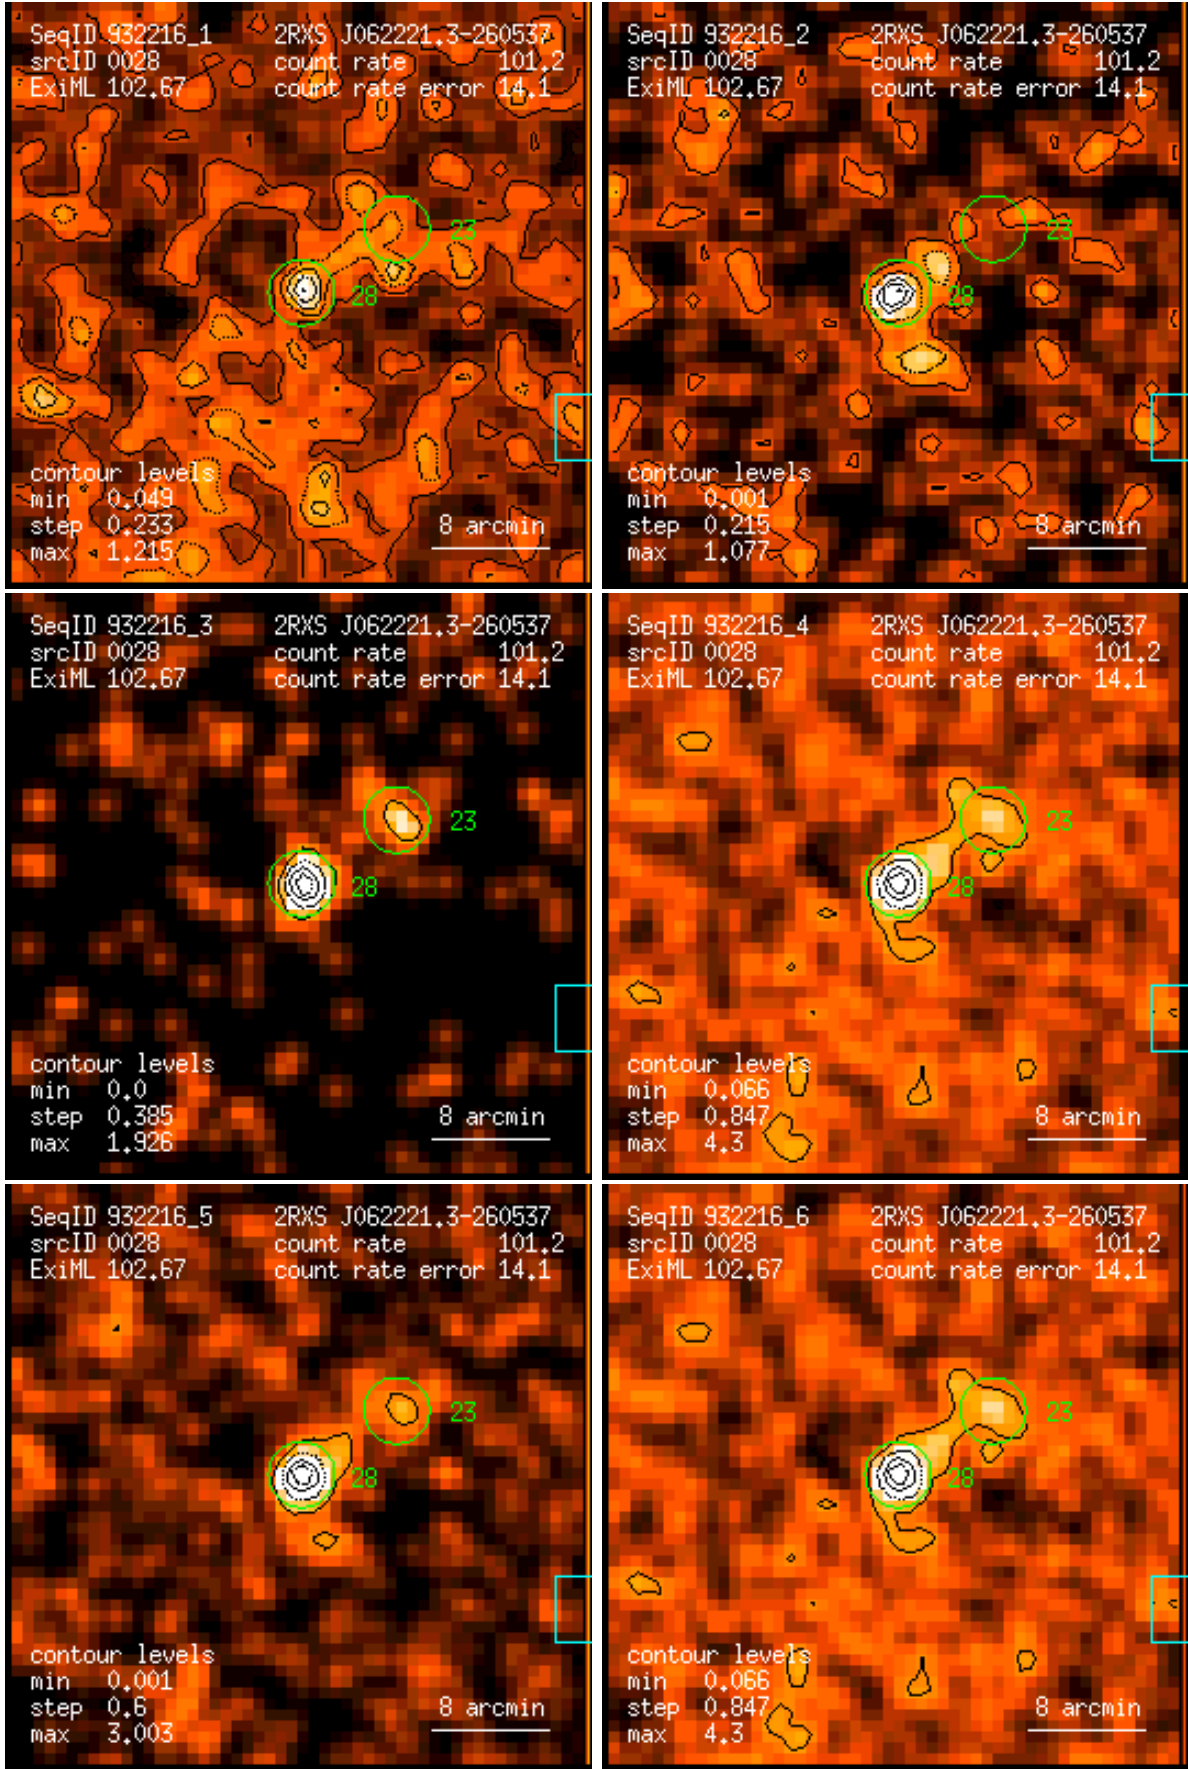 SeqID 932216_1 2RXS J062221.3-260537
srcID 0028 count rate 101.2
ExiML 102.67 count rate error 14.1
23
28
contour levels
min 0.049
step 0.233 8 arcmin
max 1.215
SeqID 932216_2 2RXS J062221.3-260537
srcID 0028 count rate 101.2
ExiML 102.67 count rate error 14.1
23
28
contour levels
min 0.001
step 0.215 8 arcmin
max 1.077
SeqID 932216_3 2RXS J062221.3-260537
srcID 0028 count rate 101.2
ExiML 102.67 count rate error 14.1
23
28
contour levels
min 0.0
step 0.385 8 arcmin
max 1.926
SeqID 932216_4 2RXS J062221.3-260537
srcID 0028 count rate 101.2
ExiML 102.67 count rate error 14.1
23
28
contour levels
min 0.066
step 0.847 8 arcmin
max 4.3
SeqID 932216_5 2RXS J062221.3-260537
srcID 0028 count rate 101.2
ExiML 102.67 count rate error 14.1
23
28
contour levels
min 0.001
step 0.6 8 arcmin
max 3.003
SeqID 932216_6 2RXS J062221.3-260537
srcID 0028 count rate 101.2
ExiML 102.67 count rate error 14.1
23
28
contour levels
min 0.066
step 0.847 8 arcmin
max 4.3